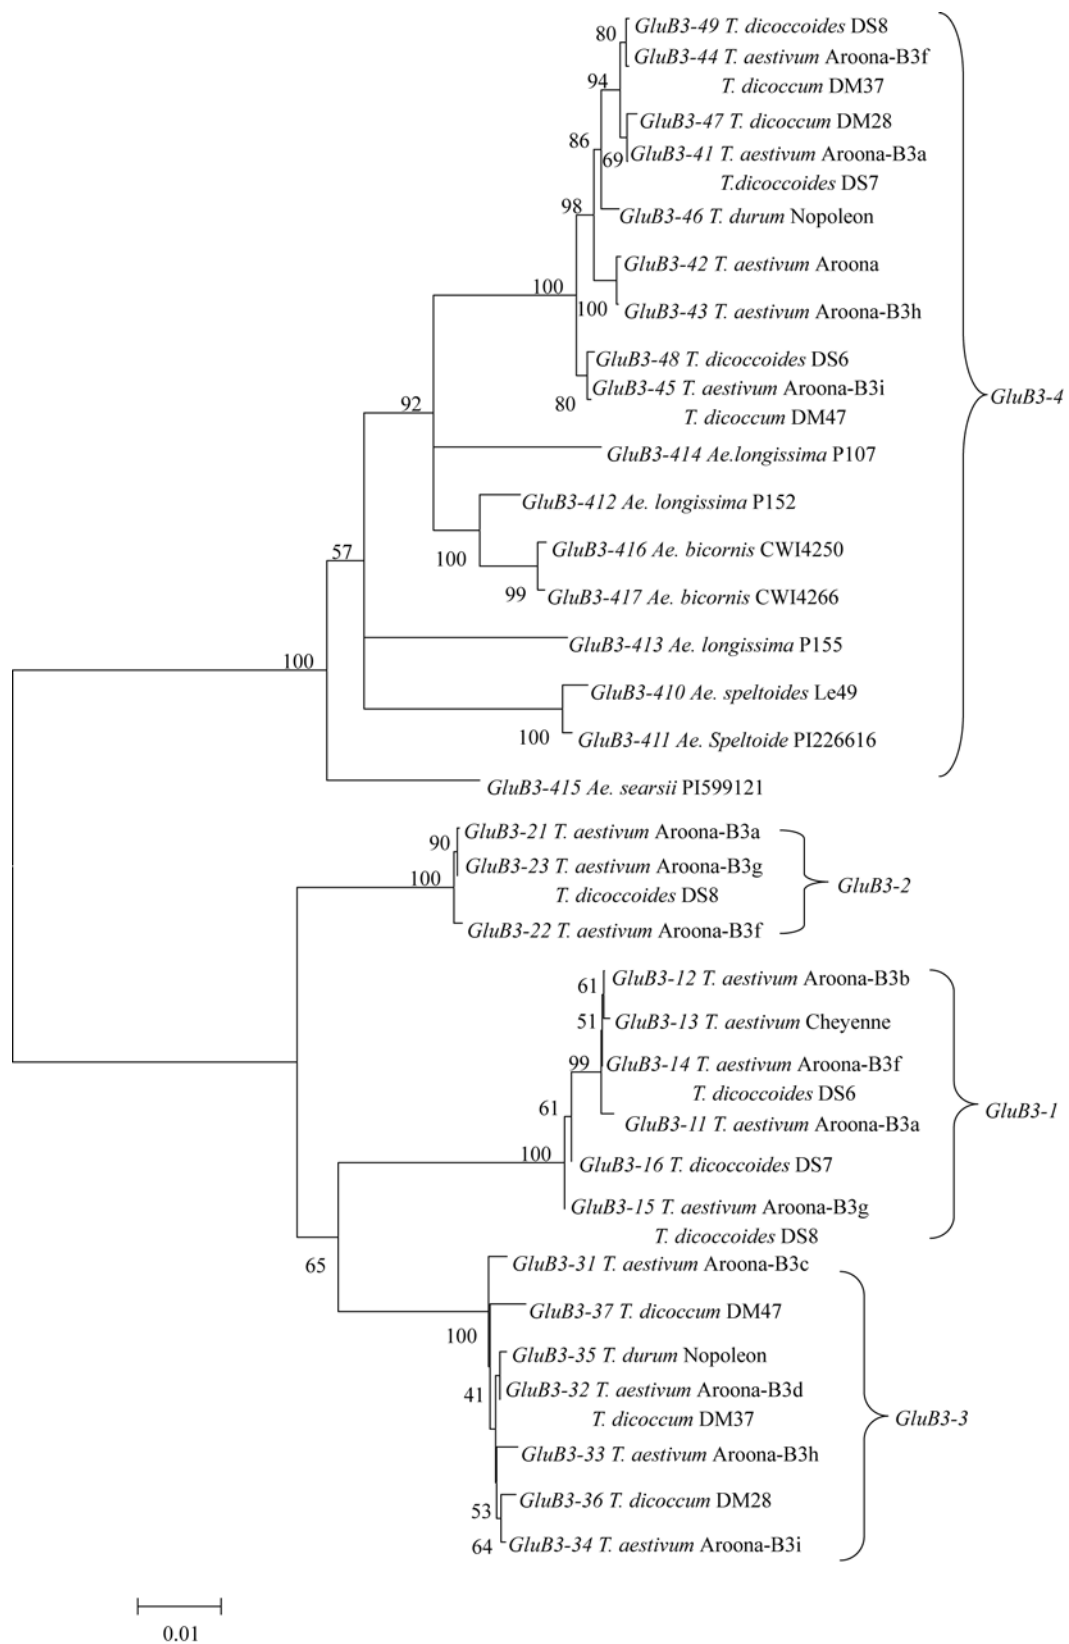 80
GluB3-49 T. dicoccoides DS8
GluB3-44 T. aestivum Aroona-B3f
T. dicoccum DM37
94
GluB3-47 T. dicoccum DM28
86
69
GluB3-41 T. aestivum Aroona-B3a
T.dicoccoides DS7
98
GluB3-46 T. durum Nopoleon
GluB3-42 T. aestivum Aroona
100
100
GluB3-43 T. aestivum Aroona-B3h
GluB3-48 T. dicoccoides DS6
GluB3-45 T. aestivum Aroona-B3i
80
T. dicoccum DM47
92
GluB3-4
GluB3-414 Ae.longissima P107
GluB3-412 Ae. longissima P152
57
100
GluB3-416 Ae. bicornis CWI4250
99
GluB3-417 Ae. bicornis CWI4266
GluB3-413 Ae. longissima P155
100
GluB3-410 Ae. speltoides Le49
100
GluB3-411 Ae. Speltoide PI226616
GluB3-415 Ae. searsii PI599121
90
GluB3-21 T. aestivum Aroona-B3a
GluB3-23 T. aestivum Aroona-B3g
100
T. dicoccoides DS8
GluB3-2
GluB3-22 T. aestivum Aroona-B3f
61
GluB3-12 T. aestivum Aroona-B3b
51
GluB3-13 T. aestivum Cheyenne
99
GluB3-14 T. aestivum Aroona-B3f
T. dicoccoides DS6
61
GluB3-11 T. aestivum Aroona-B3a
GluB3-1
100
GluB3-16 T. dicoccoides DS7
GluB3-15 T. aestivum Aroona-B3g
T. dicoccoides DS8
65
GluB3-31 T. aestivum Aroona-B3c
GluB3-37 T. dicoccum DM47
100
GluB3-35 T. durum Nopoleon
41
GluB3-32 T. aestivum Aroona-B3d
T. dicoccum DM37
GluB3-3
GluB3-33 T. aestivum Aroona-B3h
53
GluB3-36 T. dicoccum DM28
64
GluB3-34 T. aestivum Aroona-B3i
0.01